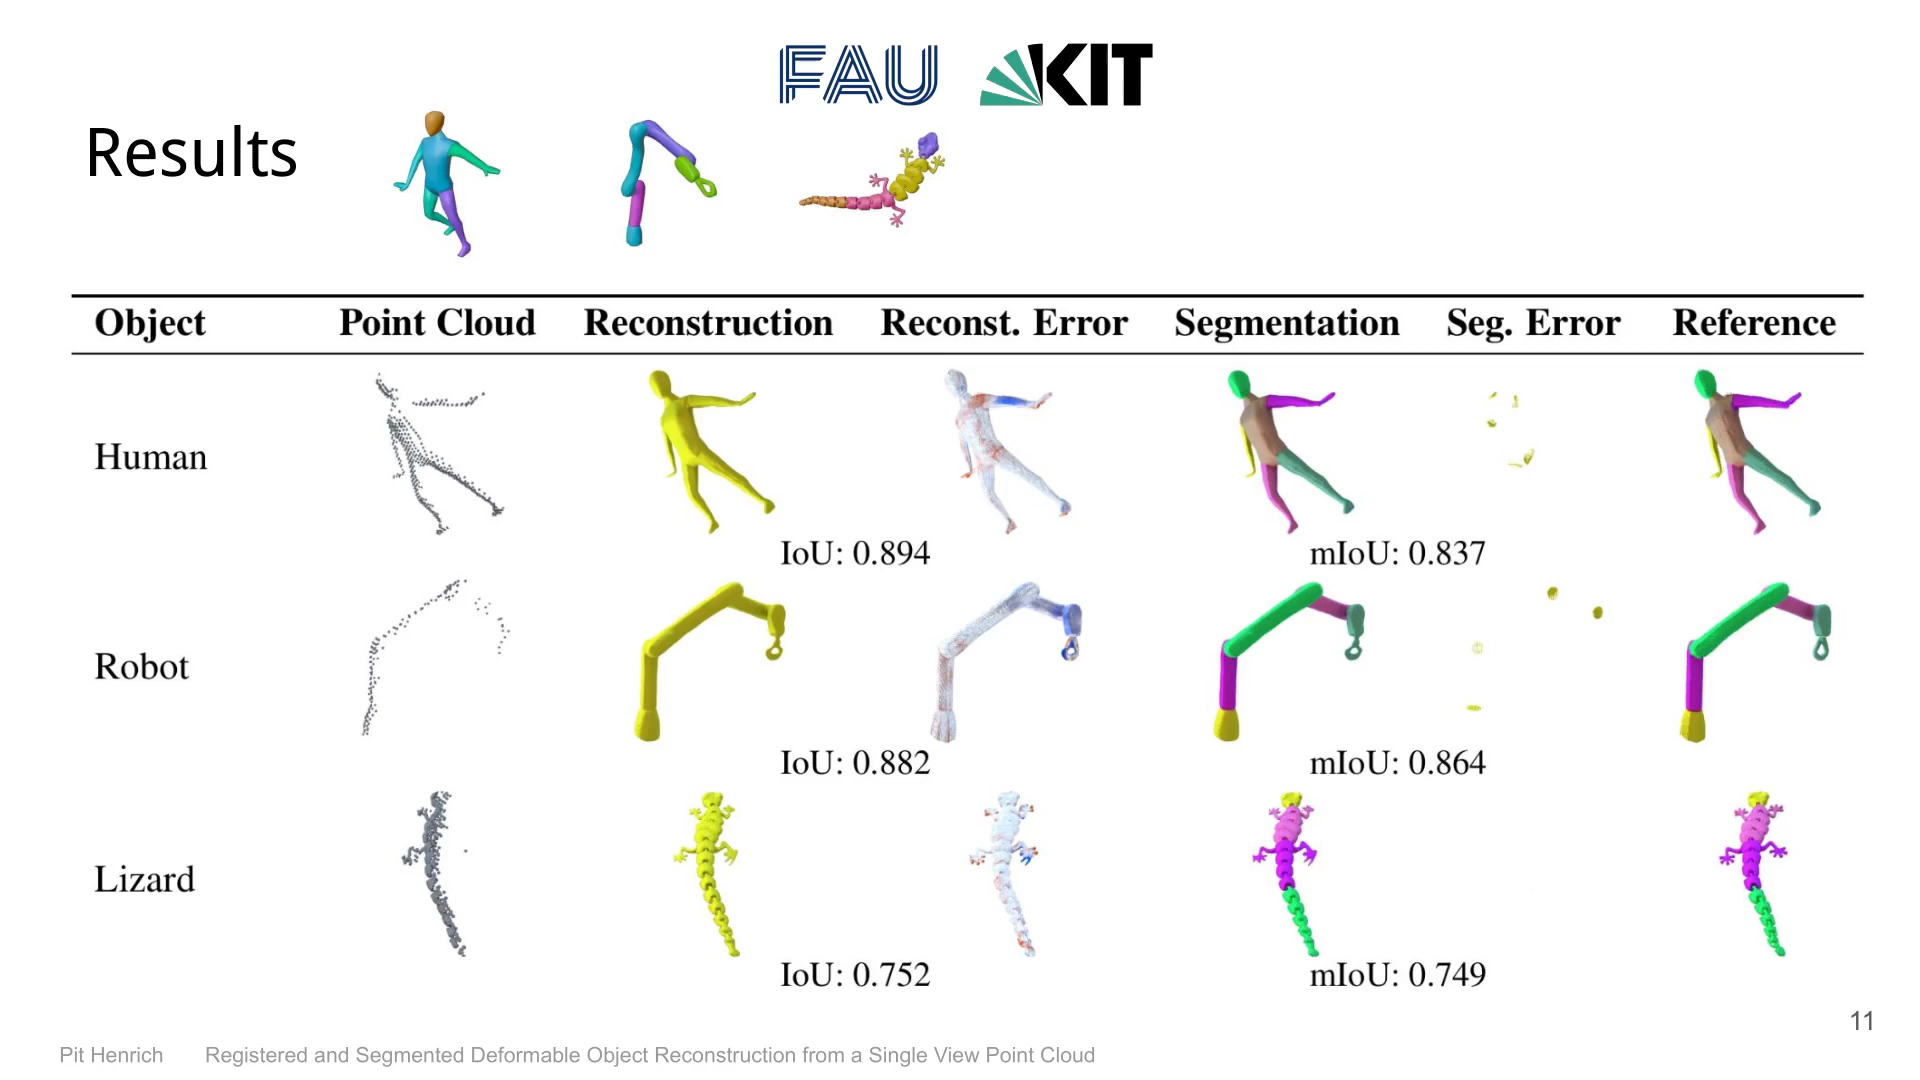 FAU KIT
Results
Object Point Cloud Reconstruction Reconst. Error Segmentation Seg. Error Reference
Human
IoU: 0.894 mIoU: 0.837
Robot
IoU: 0.882 mIoU: 0.864
Lizard
IoU: 0.752 mIoU: 0.749
11
Pit Henrich Registered and Segmented Deformable Object Reconstruction from a Single View Point Cloud